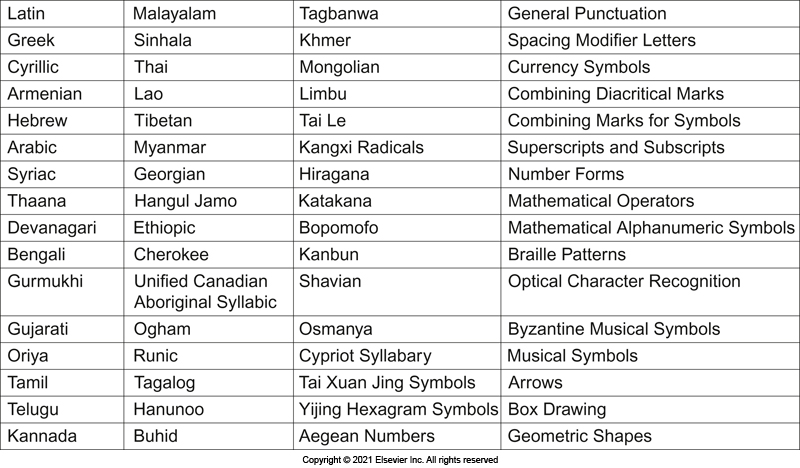 Latin Malayalam Tagbanwa General Punctuation
Greek Sinhala Khmer Spacing Modifier Letters
Cyrillic Thai Mongolian Currency Symbols
Armenian Lao Limbu Combining Diacritical Marks
Hebrew Tibetan Tai Le Combining Marks for Symbols
Arabic Myanmar Kangxi Radicals Superscripts and Subscripts
Syriac Georgian Hiragana Number Forms
Thaana Hangul Jamo Katakana Mathematical Operators
Devanagari Ethiopic Bopomofo Mathematical Alphanumeric Symbols
Bengali Cherokee Kanbun Braille Patterns
Gurmukhi Unified Canadian Shavian Optical Character Recognition
Aboriginal Syllabic
Gujarati Ogham Osmanya Byzantine Musical Symbols
Oriya Runic Cypriot Syllabary Musical Symbols
Tamil Tagalog Tai Xuan Jing Symbols Arrows
Telugu Hanunoo Yijing Hexagram Symbols Box Drawing
Kannada Buhid Aegean Numbers Geometric Shapes
Copyright © 2021 Elsevier Inc. All rights reserved